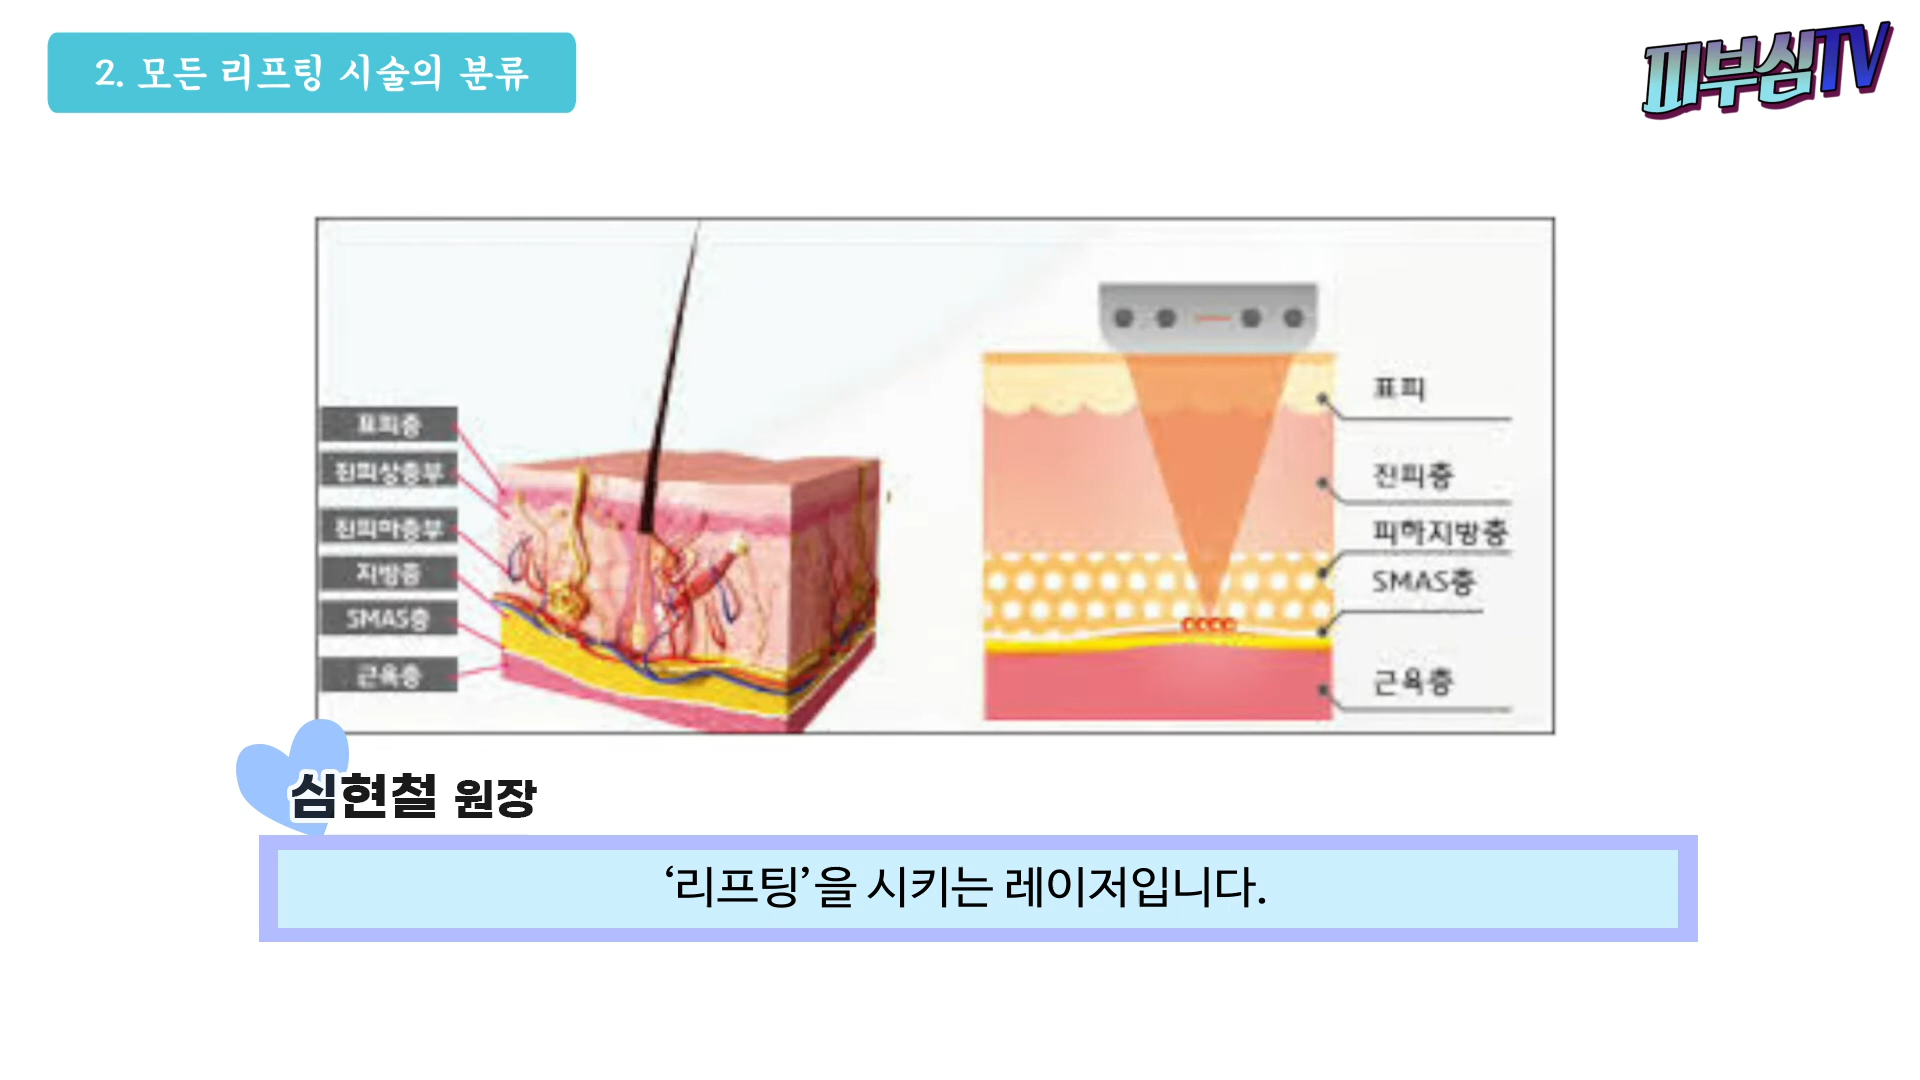 2. 모든 리프팅 시술의 분류
피부심TV
표피층
진피상층부
진피하층부
지방층
SMAS층
근육층
표피
진피층
피하지방층
SMAS층
근육층
심현철 원장
‘리프팅’을 시키는 레이저입니다.